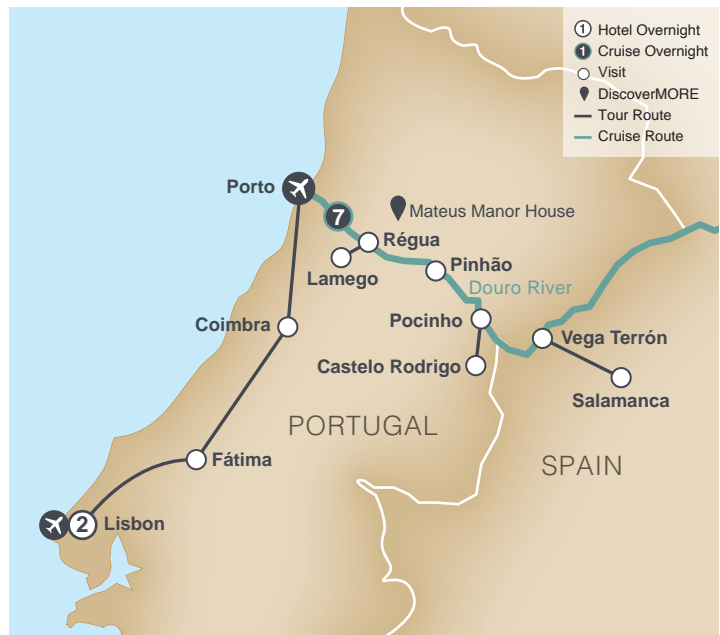 1 Hotel Overnight
1 Cruise Overnight
Visit
DiscoverMORE
Tour Route
Cruise Route
Porto
7
Mateus Manor House
Régua
Lamego
Pinhão
Douro River
Coimbra
Pocinho
Vega Terrón
Castelo Rodrigo
Salamanca
PORTUGAL
Fátima
SPAIN
2 Lisbon